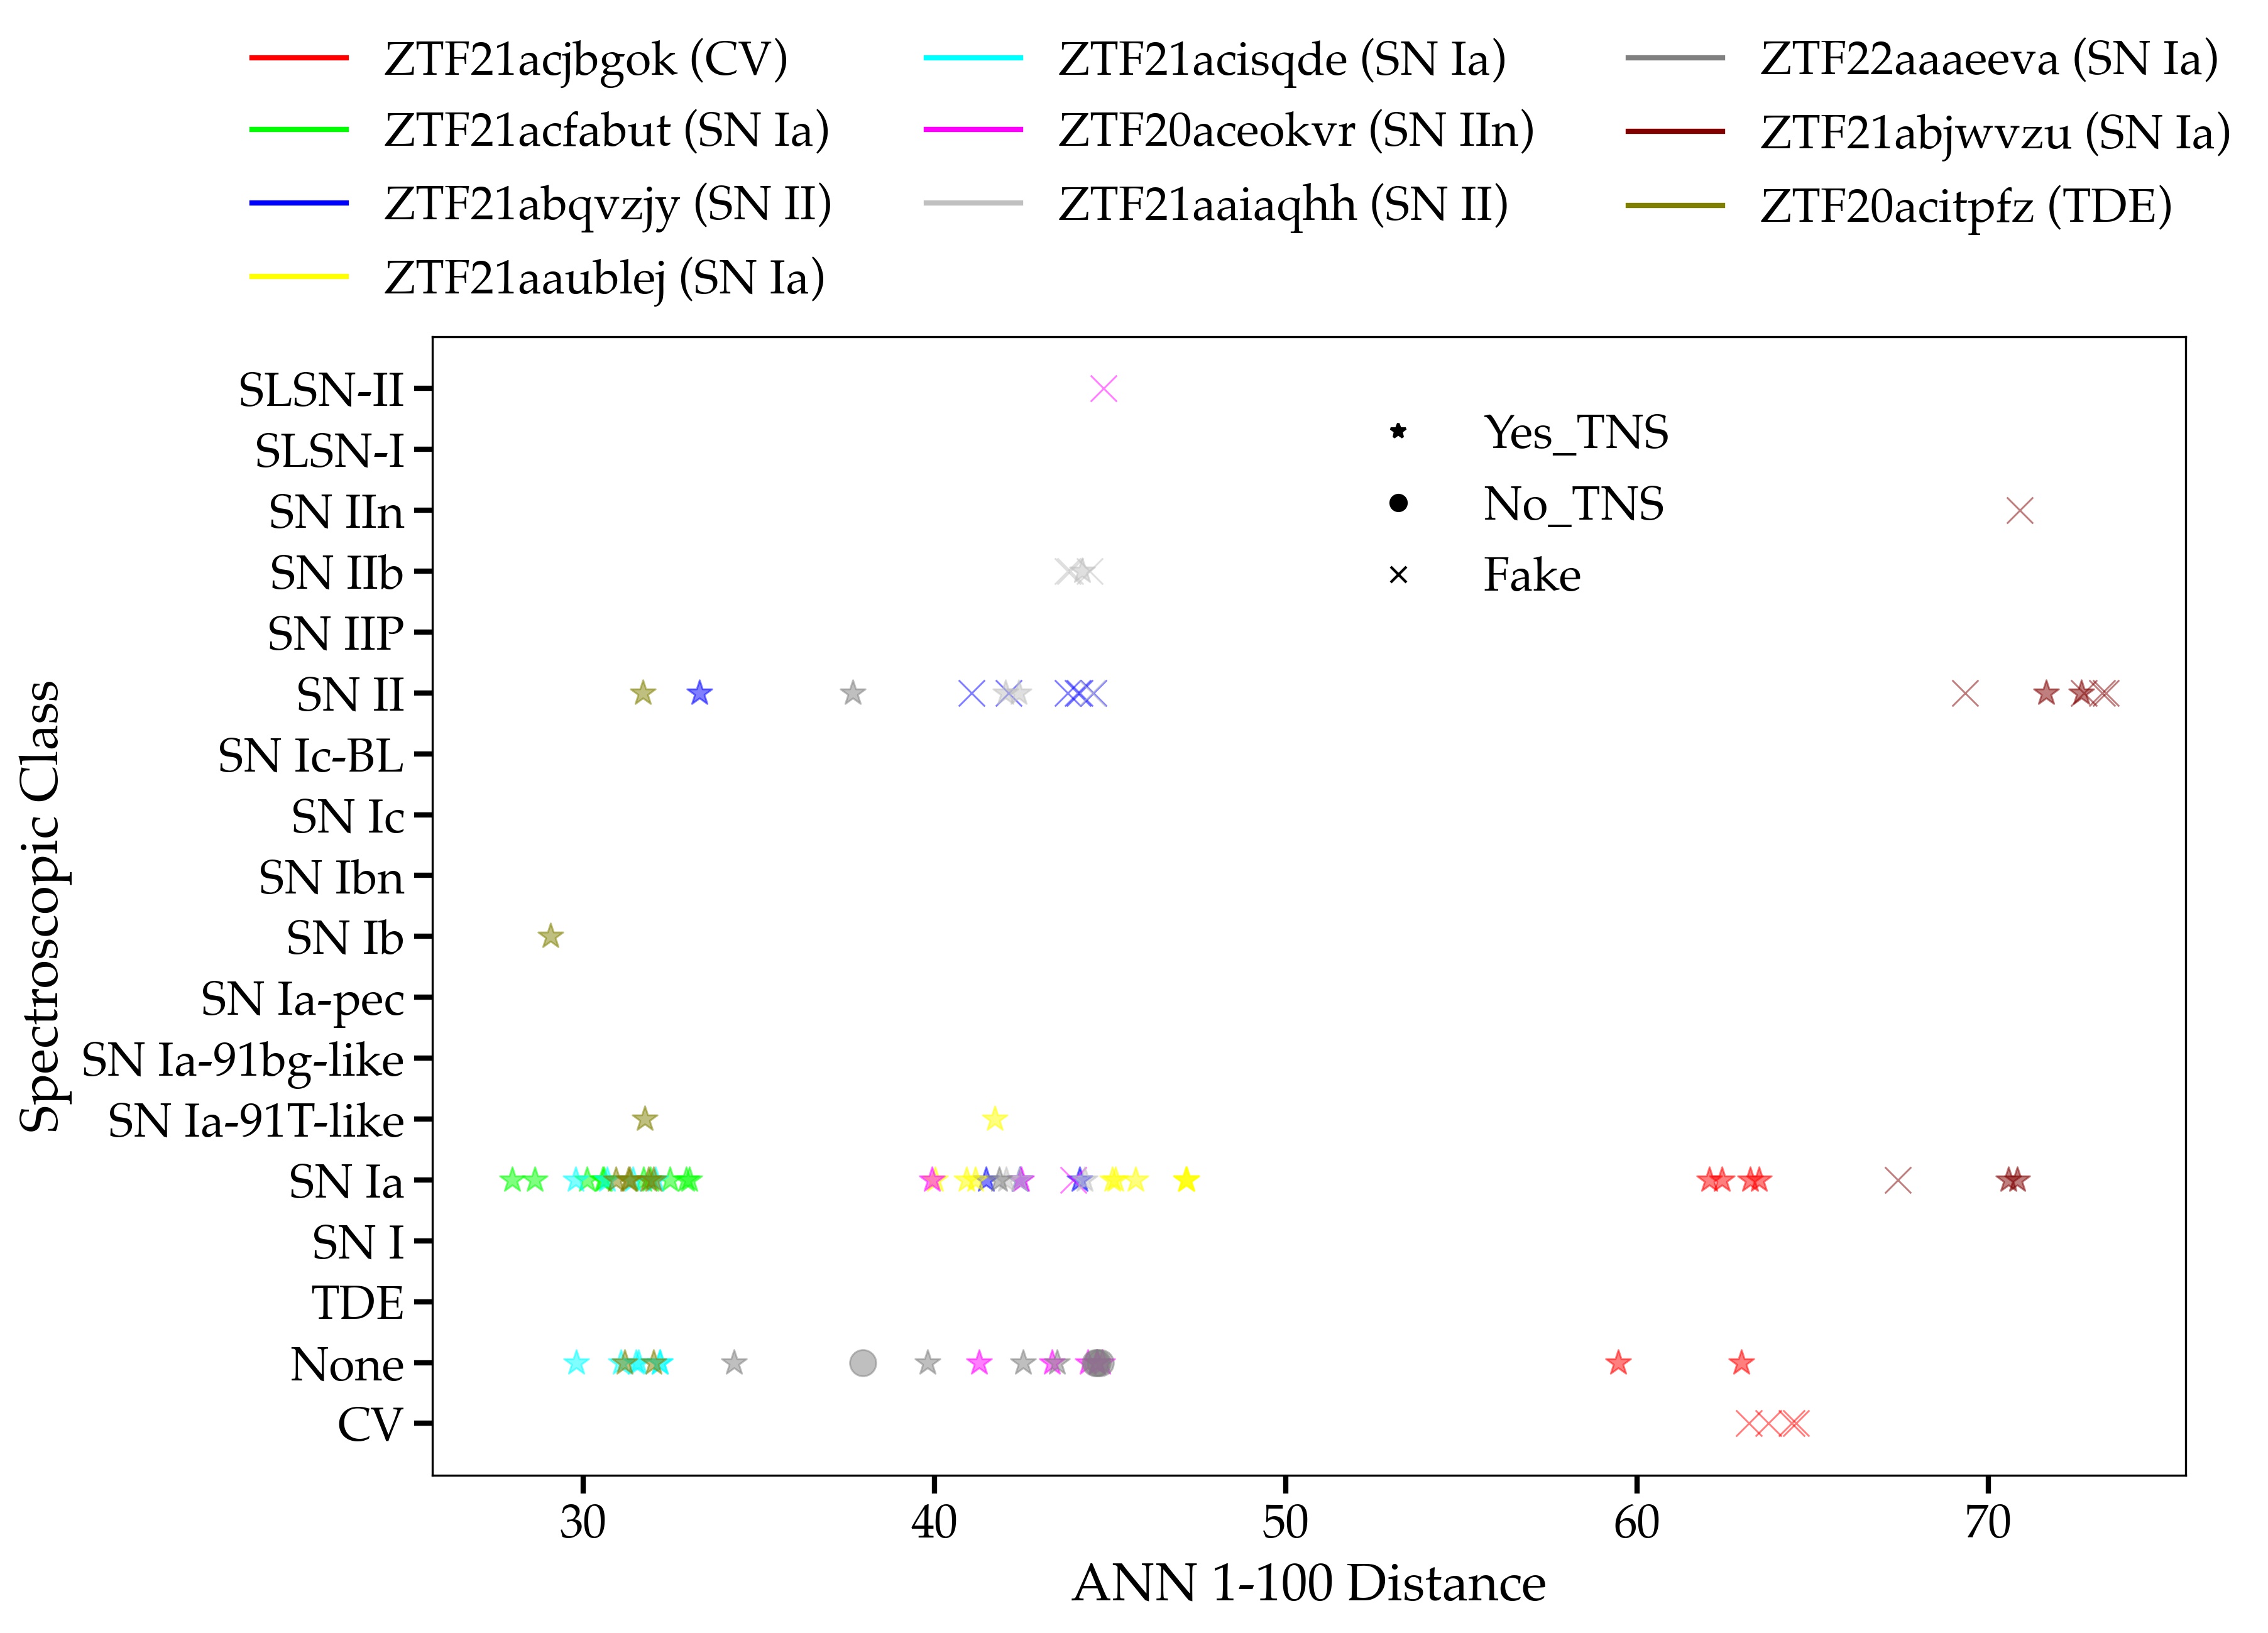 ZTF21acjbgok (CV)
ZTF21acfabut (SN Ia)
ZTF21abqvzjy (SN II)
ZTF21aaublej (SN Ia)
ZTF21acisqde (SN Ia)
ZTF20aceokvr (SN IIn)
ZTF21aaiaqhh (SN II)
ZTF22aaaeeva (SN Ia)
ZTF21abjwvzu (SN Ia)
ZTF20acitpfz (TDE)
Spectroscopic Class
SLSN-II
SLSN-I
SN IIn
SN IIb
SN IIP
SN II
SN Ic-BL
SN Ic
SN Ibn
SN Ib
SN Ia-pec
SN Ia-91bg-like
SN Ia-91T-like
SN Ia
SN I
TDE
None
CV
Yes_TNS
No_TNS
Fake
30 40 50 60 70
ANN 1-100 Distance